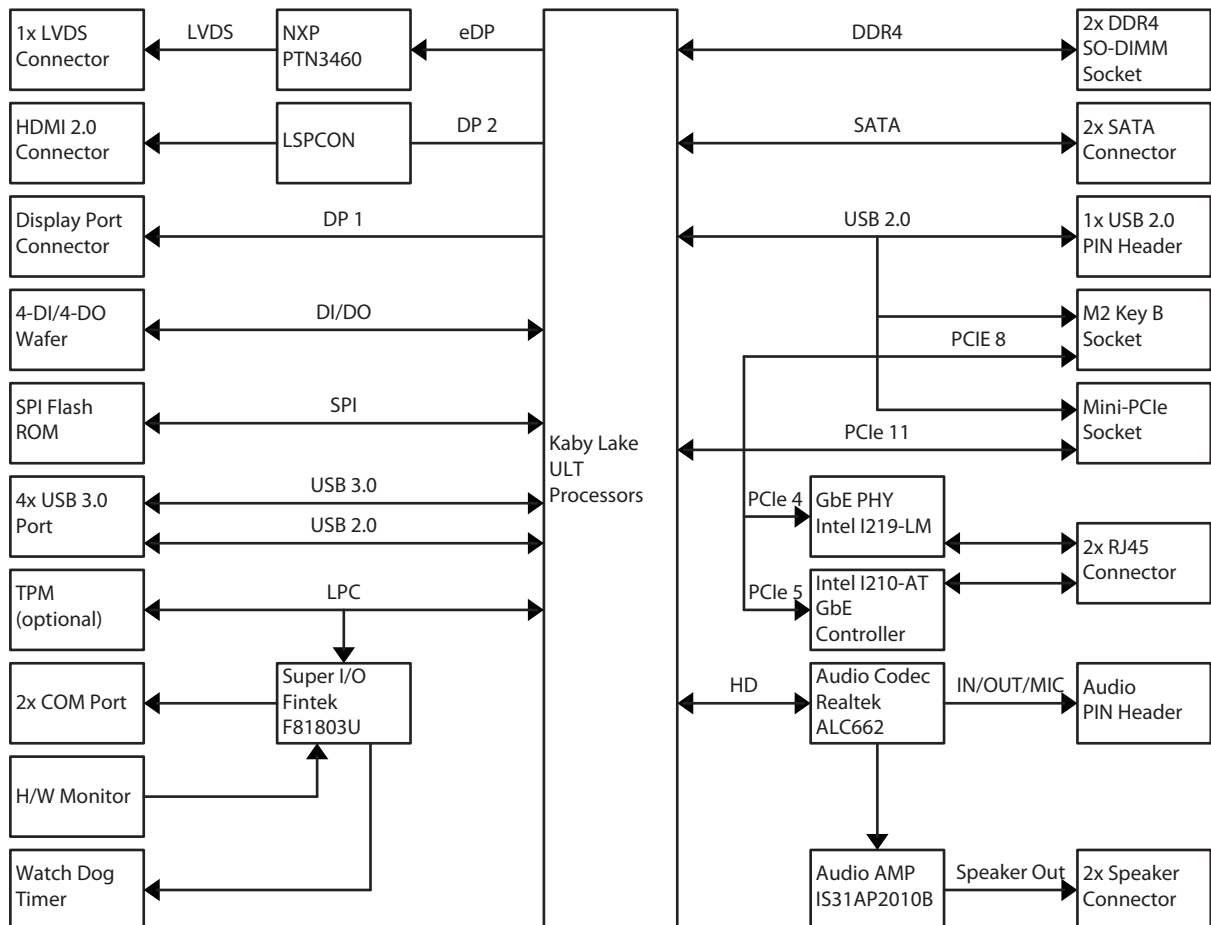 1x LVDS
Connector
LVDS
NXP
PTN3460
eDP
DDR4
2x DDR4
SO-DIMM
Socket
HDMI 2.0
Connector
LSPCON
DP 2
SATA
2x SATA
Connector
Display Port
Connector
DP 1
USB 2.0
1x USB 2.0
PIN Header
4-DI/4-DO
Wafer
DI/DO
M2 Key B
Socket
PCIE 8
SPI Flash
ROM
SPI
Mini-PCIe
Socket
PCIe 11
Kaby Lake
ULT
Processors
4x USB 3.0
Port
USB 3.0
USB 2.0
PCIe 4
GbE PHY
Intel I219-LM
2x RJ45
Connector
TPM
(optional)
LPC
PCIe 5
Intel I210-AT
GbE
Controller
2x COM Port
Super I/O
Fintek
F81803U
HD
Audio Codec
Realtek
ALC662
IN/OUT/MIC
Audio
PIN Header
H/W Monitor
Watch Dog
Timer
Audio AMP
IS31AP2010B
Speaker Out
2x Speaker
Connector